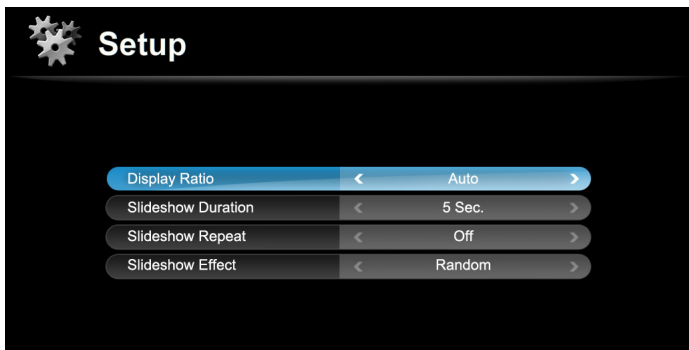 Setup
Display Ratio < Auto >
Slideshow Duration < 5 Sec. >
Slideshow Repeat < Off >
Slideshow Effect < Random >